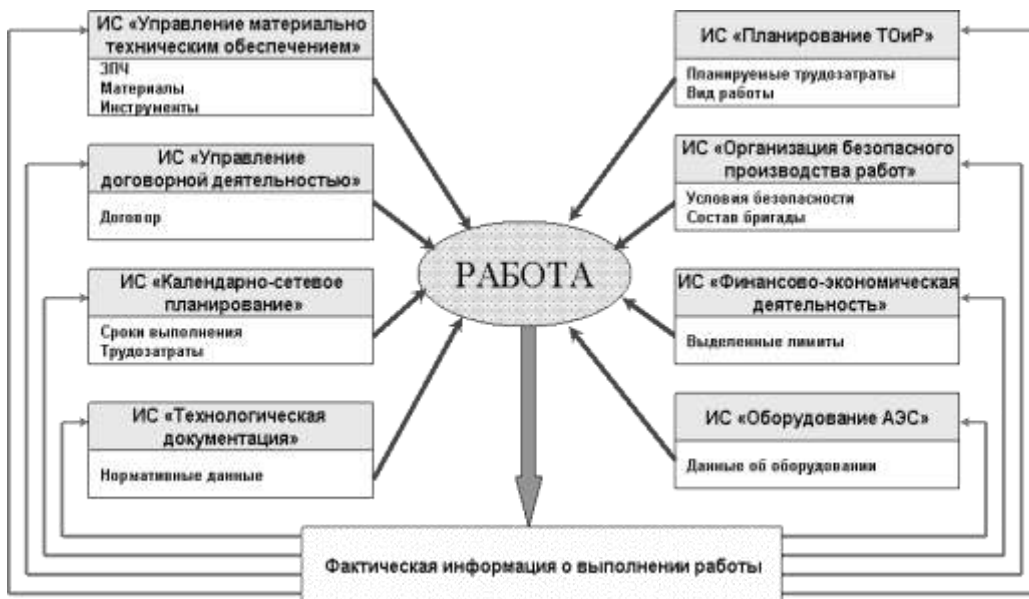 ИС «Управление материально
техническим обеспечением»
ЗПЧ
Материалы
Инструменты
ИС «Управление
договорной деятельностью»
Договор
ИС «Календарно-сетевое
планирование»
Сроки выполнения
Трудозатраты
ИС «Технологическая
документация»
Нормативные данные
РАБОТА
ИС «Планирование ТОиР»
Планируемые трудозатраты
Вид работы
ИС «Организация безопасного
производства работ»
Условия безопасности
Состав бригады
ИС «Финансово-экономическая
деятельность»
Выделенные лимиты
ИС «Оборудование АЭС»
Данные об оборудовании
Фактическая информация о выполнении работы